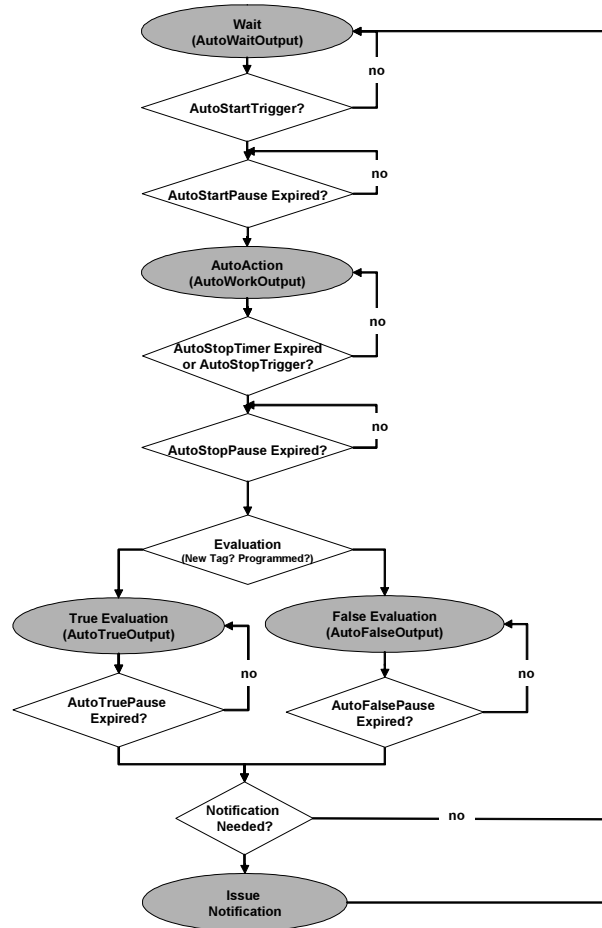 Wait
(AutoWaitOutput)
no
AutoStartTrigger?
no
AutoStartPause Expired?
AutoAction
(AutoWorkOutput)
no
AutoStopTimer Expired
or AutoStopTrigger?
no
AutoStopPause Expired?
Evaluation
(New Tag? Programmed?)
True Evaluation
(AutoTrueOutput)
False Evaluation
(AutoFalseOutput)
no
no
AutoTruePause
Expired?
AutoFalsePause
Expired?
Notification
Needed?
no
Issue
Notification